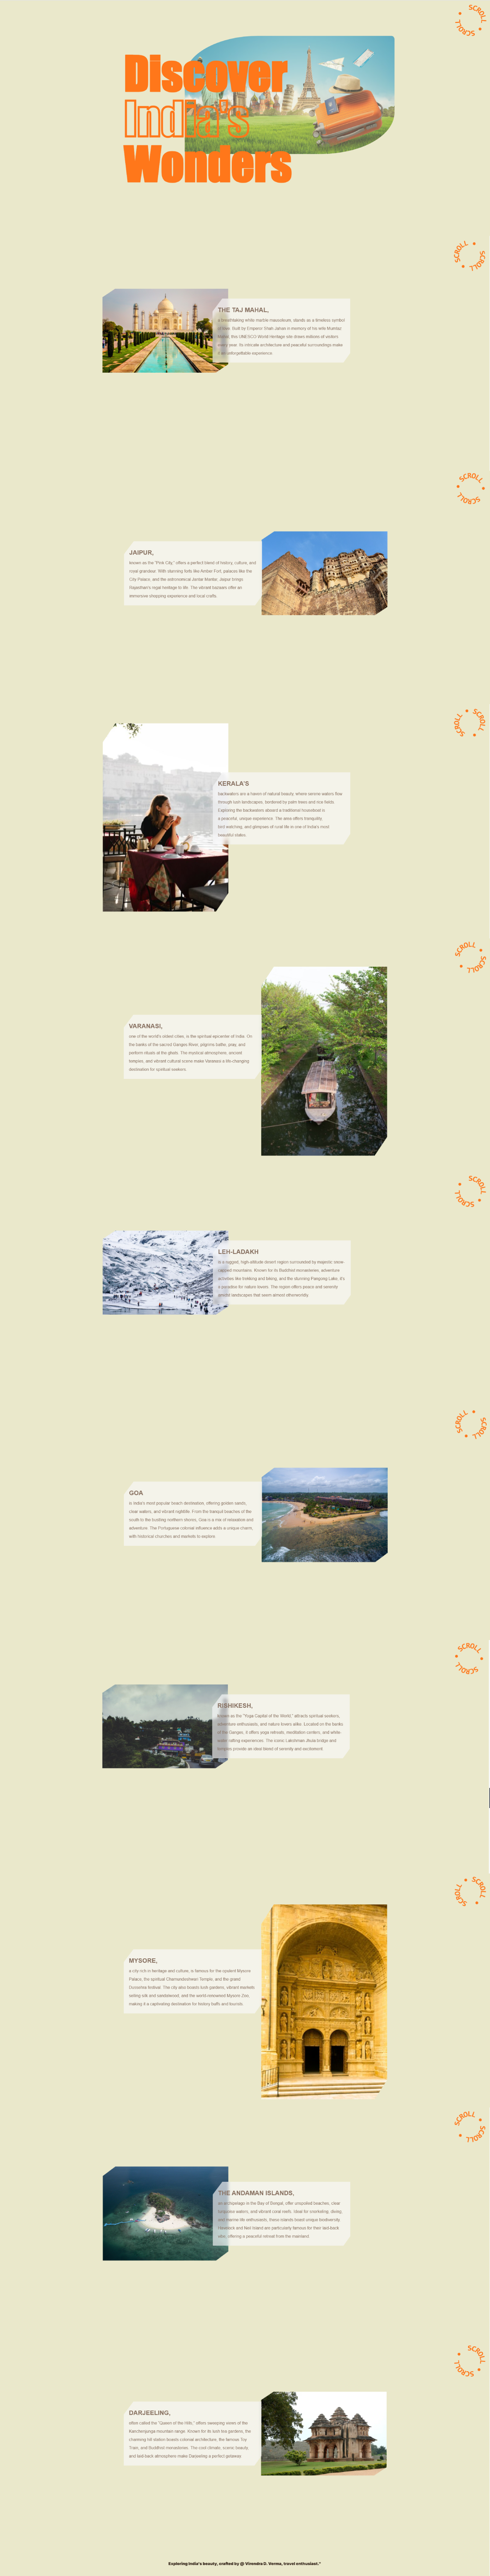 SCROLL
SCROLL
Discover
India's
Wonders
SCROLL
SCROLL
SCROLL
THE TAJ MAHAL,
a breathtaking white marble mausoleum, stands as a timeless symbol
of love. Built by Emperor Shah Jahan in memory of his wife Mumtaz
Mahal, this UNESCO World Heritage site draws millions of visitors
every year. Its intricate architecture and peaceful surroundings make
it an unforgettable experience.
SCROLL
SCROLL
JAIPUR,
known as the "Pink City," offers a perfect blend of history, culture, and
royal grandeur. With stunning forts like Amber Fort, palaces like the
City Palace, and the astronomical Jantar Mantar, Jaipur brings
Rajasthan's regal heritage to life. The vibrant bazaars offer an
immersive shopping experience and local crafts.
SCROLL
SCROLL
SCROLL
KERALA'S
backwaters are a haven of natural beauty, where serene waters flow
through lush landscapes, bordered by palm trees and rice fields.
Exploring the backwaters aboard a traditional houseboat is
a peaceful, unique experience. The area offers tranquility,
bird watching, and glimpses of rural life in one of India's most
beautiful states.
SCROLL
SCROLL
VARANASI,
one of the world's oldest cities, is the spiritual epicenter of India. On
the banks of the sacred Ganges River, pilgrims bathe, pray, and
perform rituals at the ghats. The mystical atmosphere, ancient
temples, and vibrant cultural scene make Varanasi a life-changing
destination for spiritual seekers.
SCROLL
SCROLL
LEH-LADAKH
is a rugged, high-altitude desert region surrounded by majestic snow-
capped mountains. Known for its Buddhist monasteries, adventure
activities like trekking and biking, and the stunning Pangong Lake, it's
a paradise for nature lovers. The region offers peace and serenity
amidst landscapes that seem almost otherworldly.
SCROLL
SCROLL
GOA
is India's most popular beach destination, offering golden sands,
clear waters, and vibrant nightlife. From the tranquil beaches of the
south to the bustling northern shores, Goa is a mix of relaxation and
adventure. The Portuguese colonial influence adds a unique charm,
with historical churches and markets to explore.
SCROLL
SCROLL
RISHIKESH,
known as the "Yoga Capital of the World," attracts spiritual seekers,
adventure enthusiasts, and nature lovers alike. Located on the banks
of the Ganges, it offers yoga retreats, meditation centers, and white-
water rafting experiences. The iconic Lakshman Jhula bridge and
temples provide an ideal blend of serenity and excitement.
SCROLL
SCROLL
MYSORE,
a city rich in heritage and culture, is famous for the opulent Mysore
Palace, the spiritual Chamundeshwari Temple, and the grand
Dussehra festival. The city also boasts lush gardens, vibrant markets
selling silk and sandalwood, and the world-renowned Mysore Zoo,
making it a captivating destination for history buffs and tourists.
SCROLL
SCROLL
THE ANDAMAN ISLANDS,
an archipelago in the Bay of Bengal, offer unspoiled beaches, clear
turquoise waters, and vibrant coral reefs. Ideal for snorkeling, diving,
and marine life enthusiasts, these islands boast unique biodiversity.
Havelock and Neil Island are particularly famous for their laid-back
vibe, offering a peaceful retreat from the mainland.
SCROLL
SCROLL
DARJEELING,
often called the "Queen of the Hills," offers sweeping views of the
Kanchenjunga mountain range. Known for its lush tea gardens, the
charming hill station boasts colonial architecture, the famous Toy
Train, and Buddhist monasteries. The cool climate, scenic beauty,
and laid-back atmosphere make Darjeeling a perfect getaway.
Exploring India's beauty, crafted by @ Virendra D. Verma, travel enthusiast."